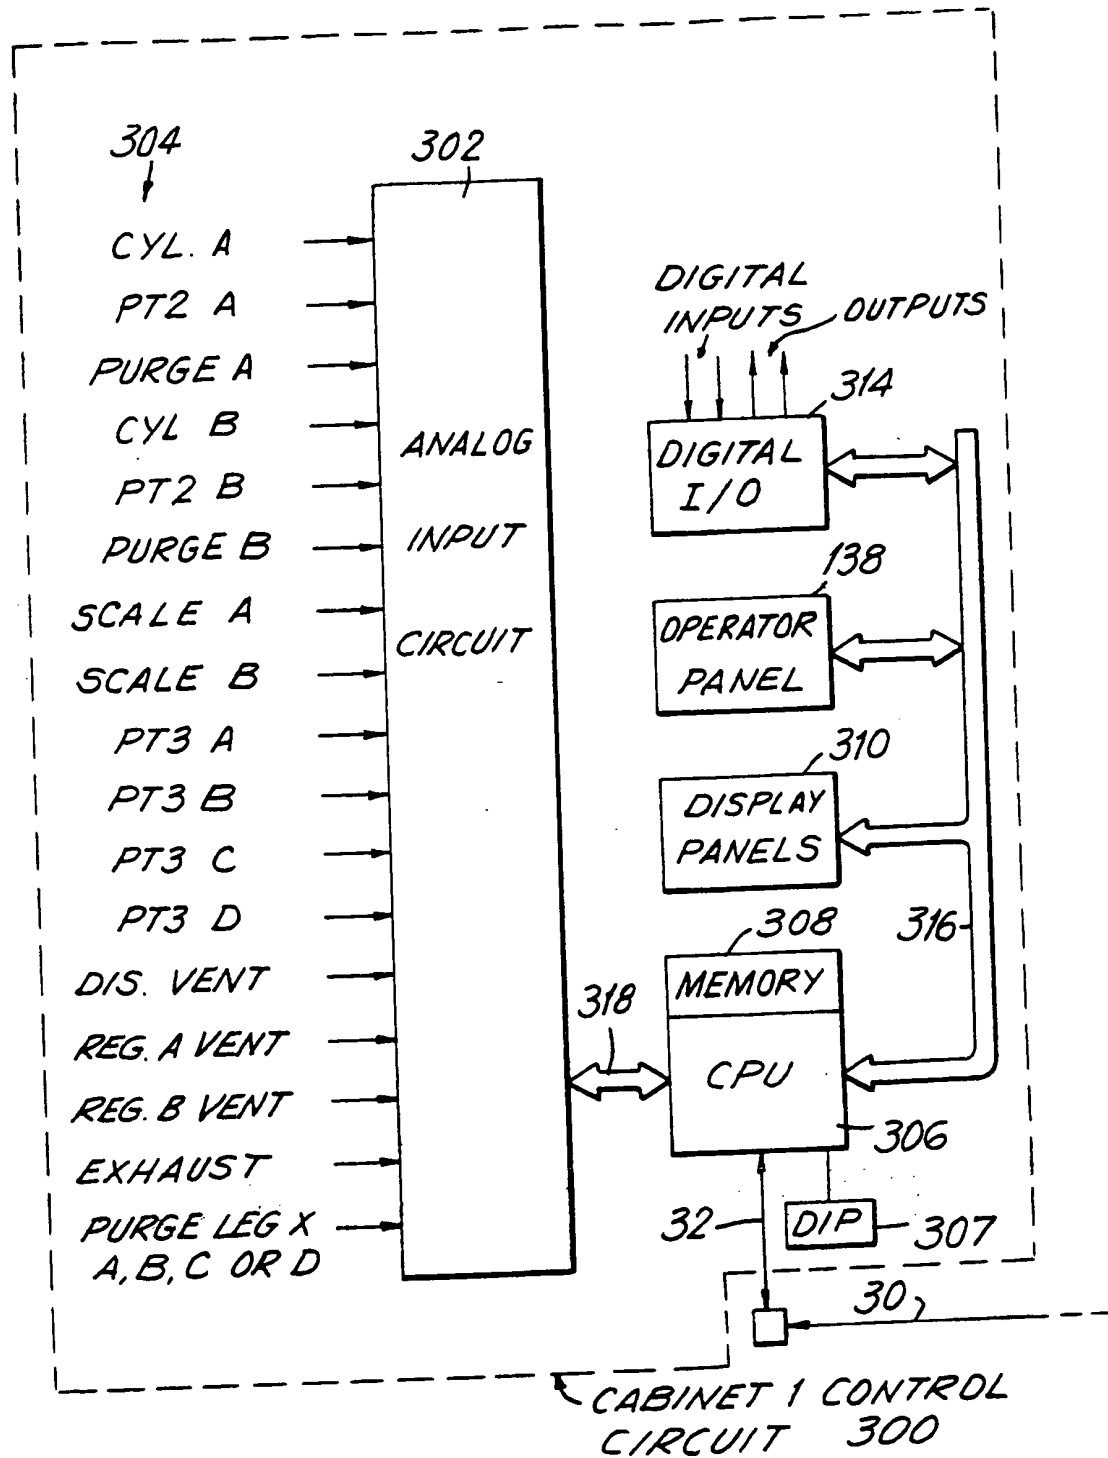 304
302
CYL. A
PT2 A
PURGE A
CYL B
PT2 B
PURGE B
SCALE A
SCALE B
PT3 A
PT3 B
PT3 C
PT3 D
DIS. VENT
REG. A VENT
REG. B VENT
EXHAUST
PURGE LEG X
A, B, C OR D
ANALOG
INPUT
CIRCUIT
DIGITAL
INPUTS
OUTPUTS
314
DIGITAL
I/O
138
OPERATOR
PANEL
310
DISPLAY
PANELS
316
308
MEMORY
318
CPU
306
32
DIP
307
30
CABINET 1 CONTROL
CIRCUIT 300